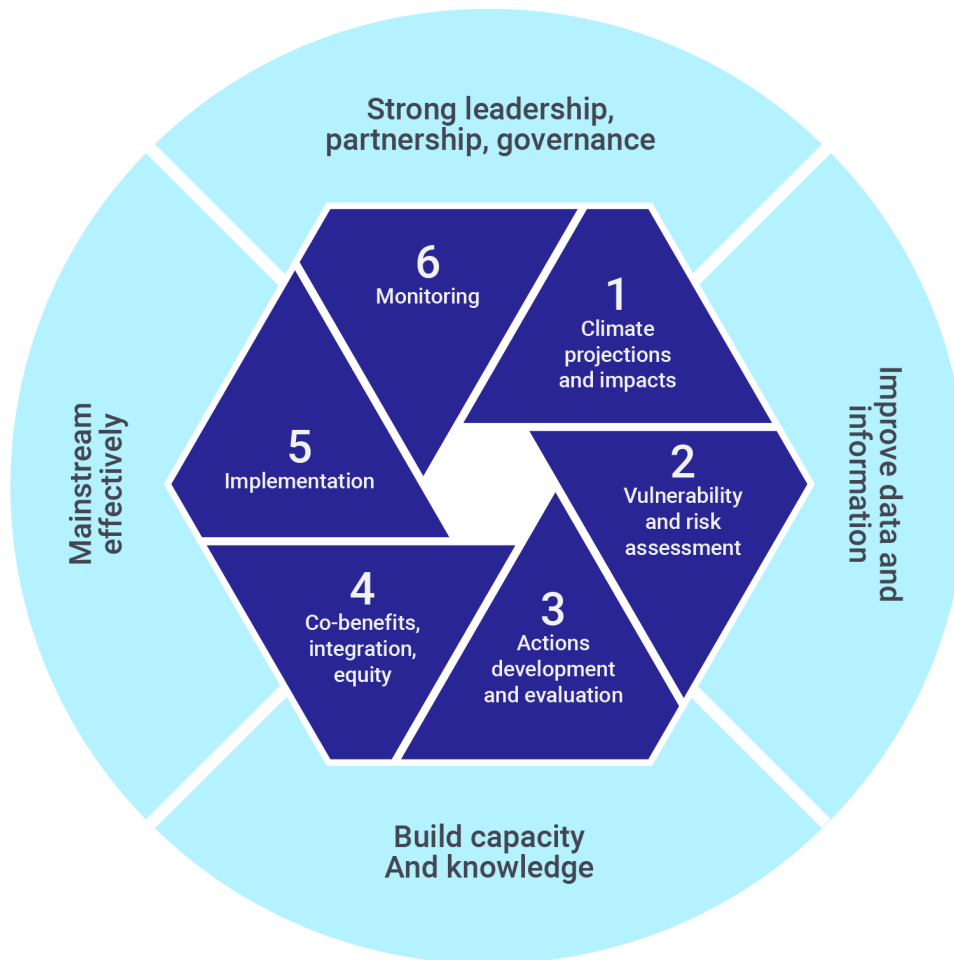 Strong leadership,
partnership, governance
6
Monitoring
1
Climate
projections
and impacts
Improve data and
information
2
Vulnerability
and risk
assessment
3
Actions
development
and evaluation
4
Co-benefits,
integration,
equity
5
Implementation
Mainstream
effectively
Build capacity
And knowledge